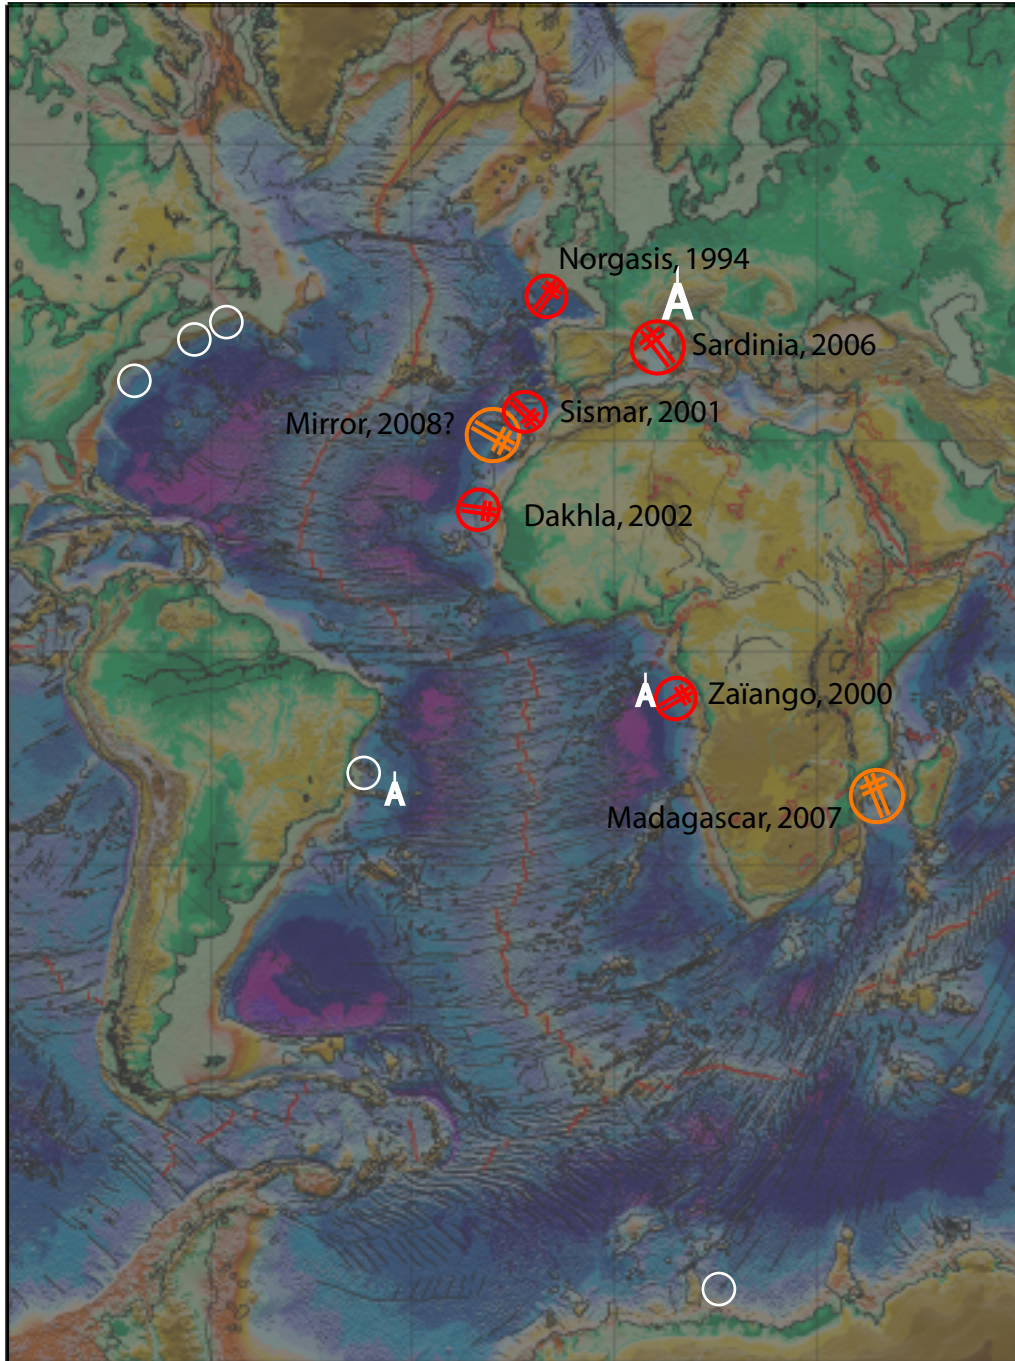 Norgasis, 1994
Sardinia, 2006
Mirror, 2008?
Sismar, 2001
Dakhla, 2002
Zaïango, 2000
Madagascar, 2007